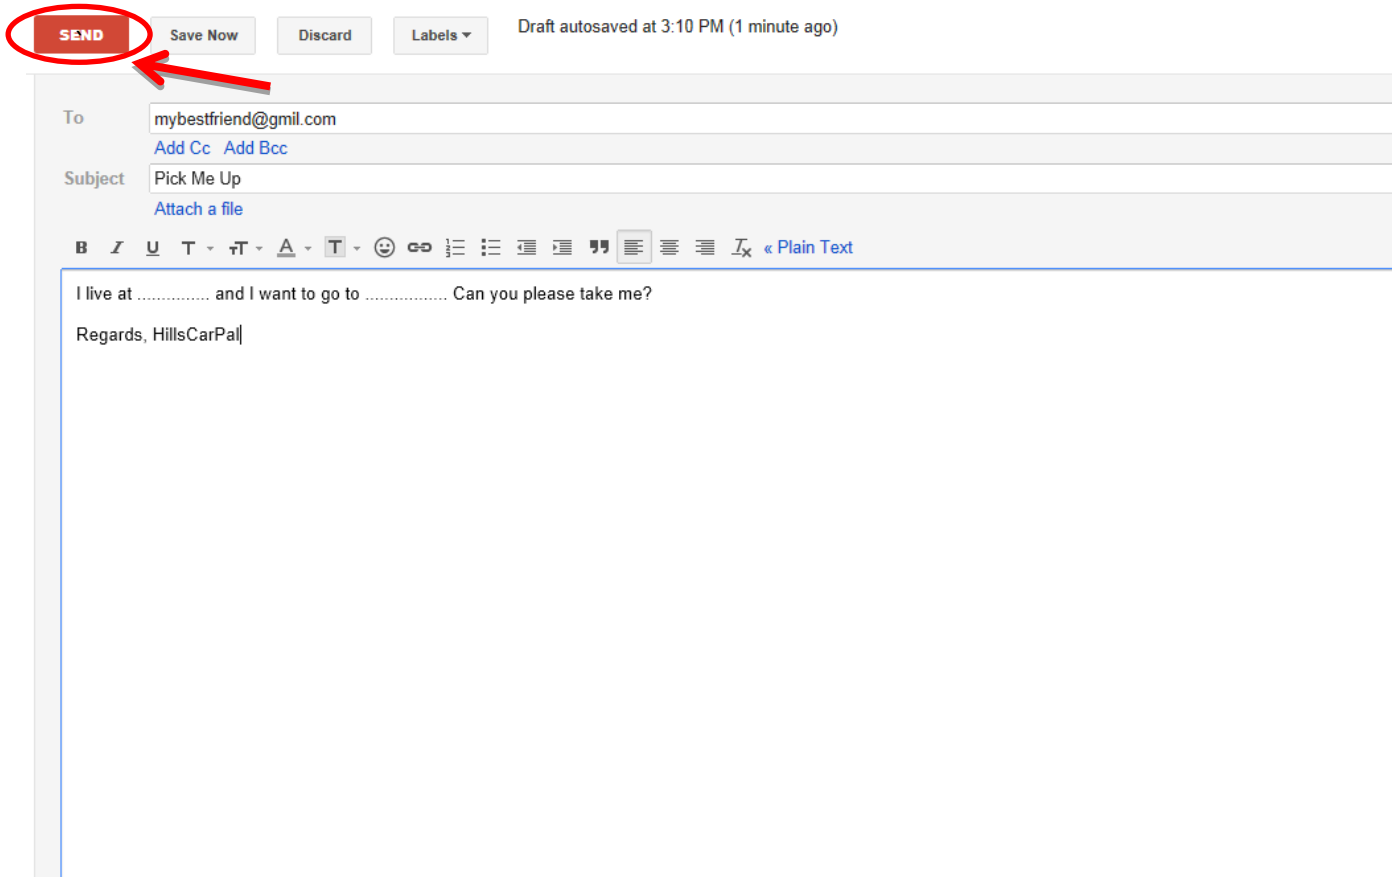 SEND Save Now Discard Labels Draft autosaved at 3:10 PM (1 minute ago)
To mybestfriend@gmil.com
Add Cc Add Bcc
Subject Pick Me Up
Attach a file
B I U T T A T « Plain Text
I live at ............... and I want to go to ................. Can you please take me?
Regards, HillsCarPal